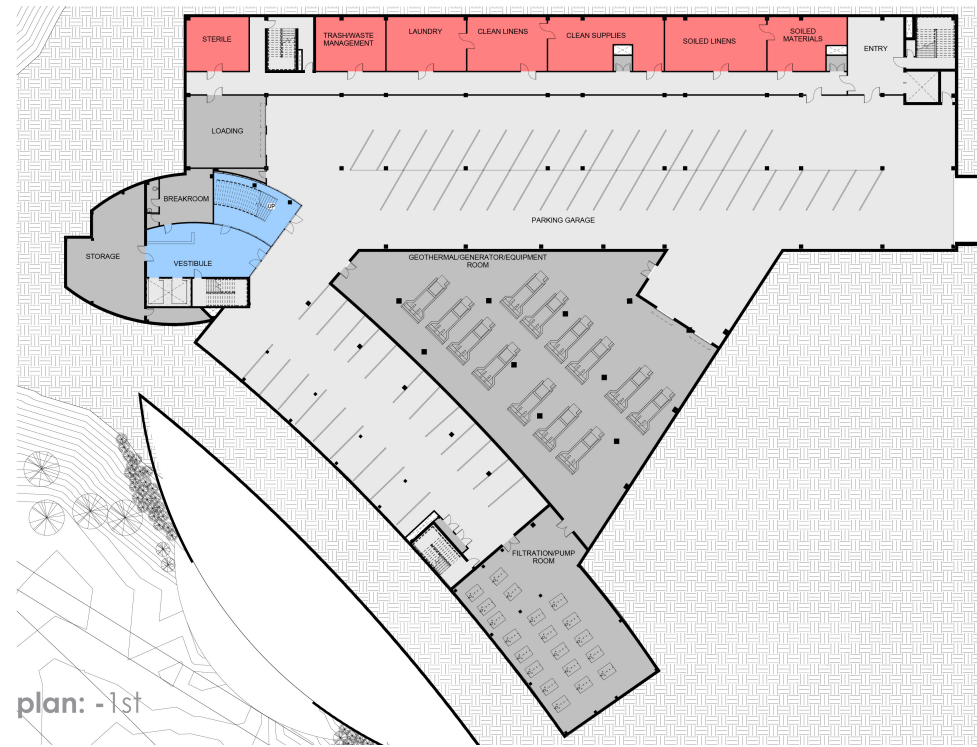 STERILE
TRASH/WASTE
MANAGEMENT
LAUNDRY
CLEAN LINENS
CLEAN SUPPLIES
SOILED LINENS
SOILED
MATERIALS
ENTRY
LOADING
BREAKROOM
UP
PARKING GARAGE
STORAGE
VESTIBULE
GEOTHERMAL/GENERATOR/EQUIPMENT
ROOM
FILTRATION/PUMP
ROOM
plan: -1st